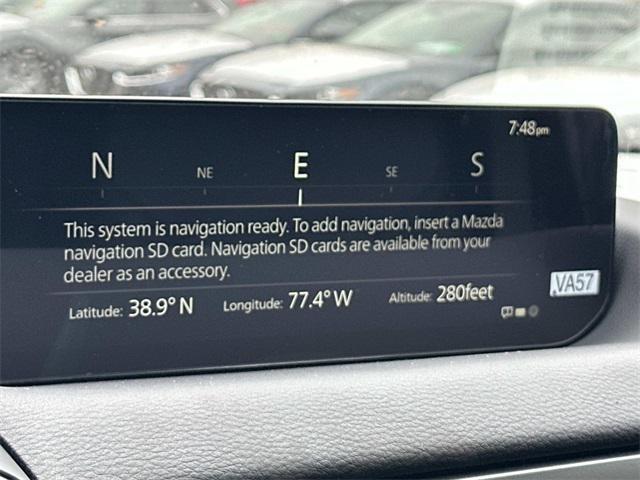 7:48pm
N NE E SE S
This system is navigation ready. To add navigation, insert a Mazda
navigation SD card. Navigation SD cards are available from your
dealer as an accessory.
Latitude: 38.9° N Longitude: 77.4° W Altitude: 280feet
VA57